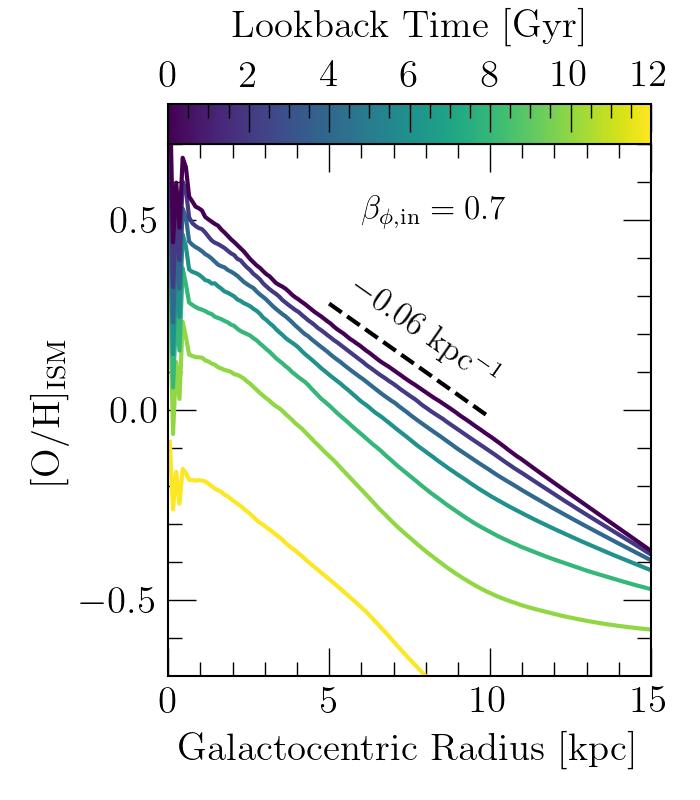 Lookback Time [Gyr]
0 2 4 6 8 10 12
β_{ϕ,in} = 0.7
−0.06 kpc⁻¹
0.5
0.0
−0.5
[O/H]_{ISM}
0 5 10 15
Galactocentric Radius [kpc]